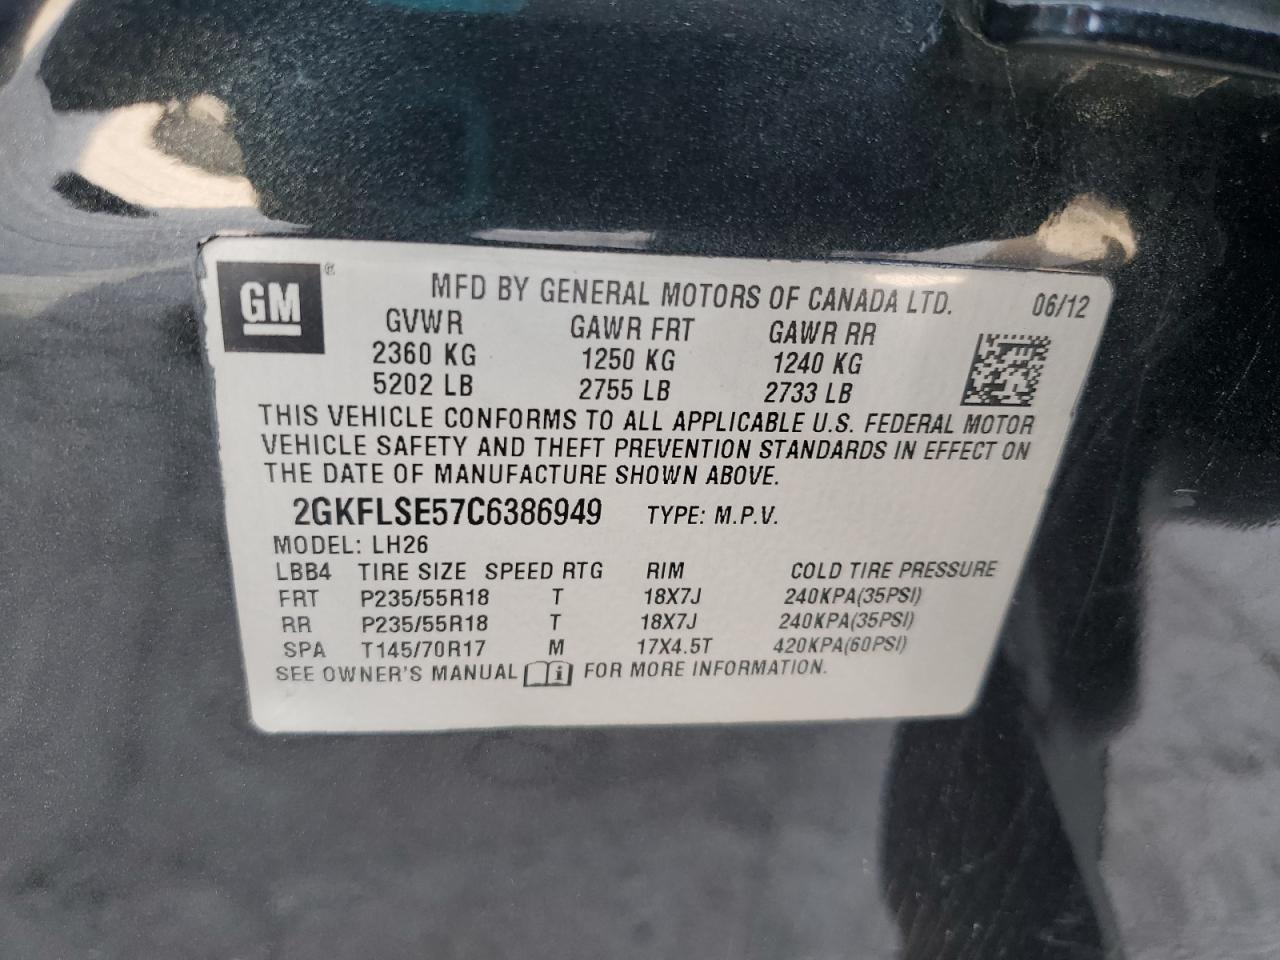 GM ®
MFD BY GENERAL MOTORS OF CANADA LTD. 06/12
GVWR GAWR FRT GAWR RR
2360 KG 1250 KG 1240 KG
5202 LB 2755 LB 2733 LB
THIS VEHICLE CONFORMS TO ALL APPLICABLE U.S. FEDERAL MOTOR
VEHICLE SAFETY AND THEFT PREVENTION STANDARDS IN EFFECT ON
THE DATE OF MANUFACTURE SHOWN ABOVE.
2GKFLSE57C6386949 TYPE: M.P.V.
MODEL: LH26
LBB4 TIRE SIZE SPEED RTG RIM COLD TIRE PRESSURE
FRT P235/55R18 T 18X7J 240KPA(35PSI)
RR P235/55R18 T 18X7J 240KPA(35PSI)
SPA T145/70R17 M 17X4.5T 420KPA(60PSI)
SEE OWNER'S MANUAL i FOR MORE INFORMATION.